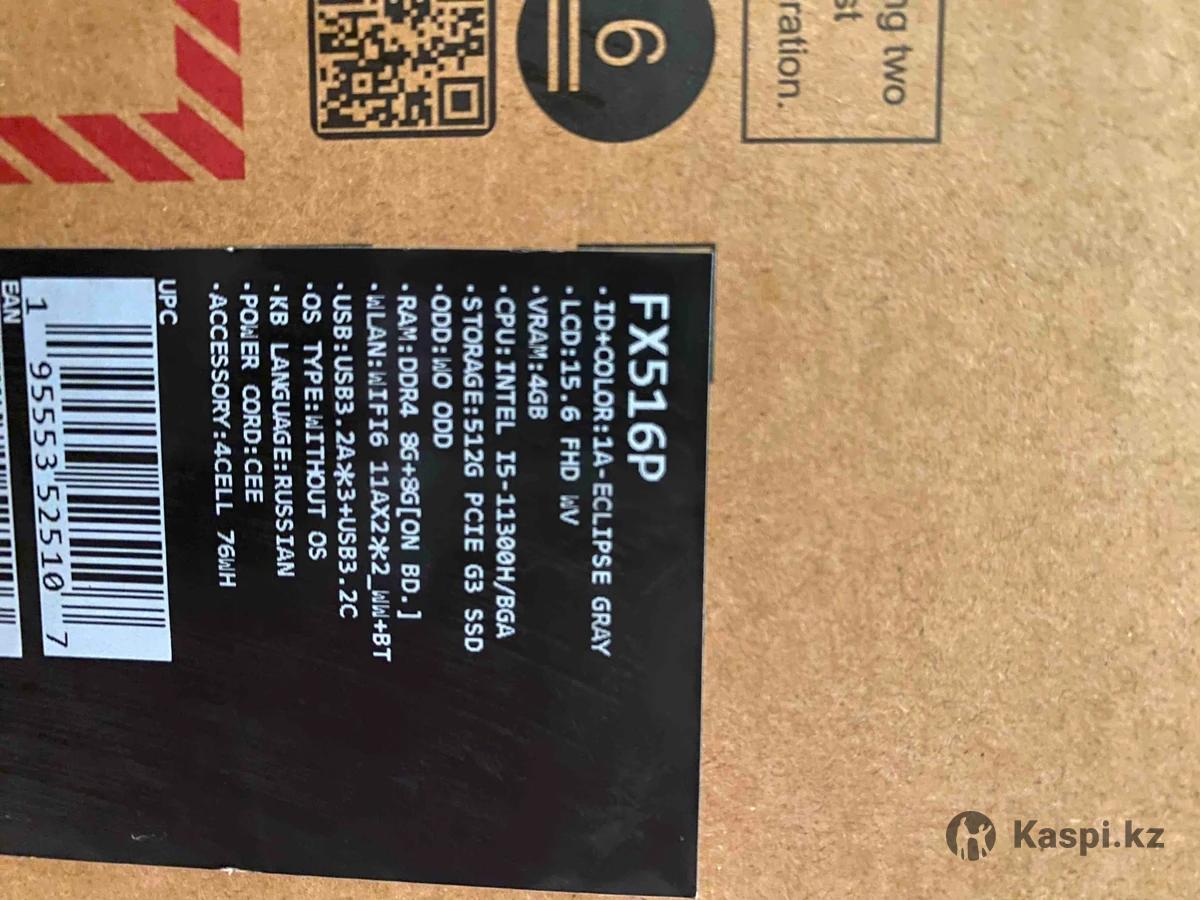 ng two
st
ration.
6
FX516P
·ID+COLOR:1A-ECLIPSE GRAY
·LCD:15.6 FHD WV
·VRAM:4GB
·CPU:INTEL I5-11300H/BGA
·STORAGE:512G PCIE G3 SSD
·ODD:WO ODD
·RAM:DDR4 8G+8G[ON BD.]
·WLAN:WIFI6 11AX2*2_WW+BT
·USB:USB3.2A*3+USB3.2C
·OS TYPE:WITHOUT OS
·KB LANGUAGE:RUSSIAN
·POWER CORD:CEE
·ACCESSORY:4CELL 76WH
UPC
1 95553 52510 7
EAN
Kaspi.kz